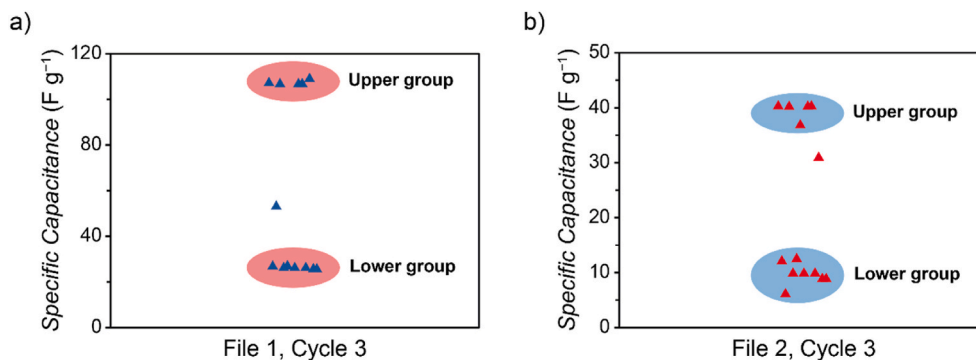 a)
Specific Capacitance (F g⁻¹)
120
80
40
0
Upper group
Lower group
File 1, Cycle 3
b)
Specific Capacitance (F g⁻¹)
50
40
30
20
10
0
Upper group
Lower group
File 2, Cycle 3